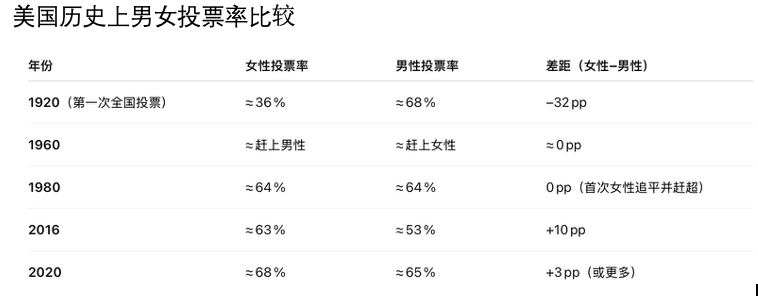 美国历史上男女投票率比较
年份 女性投票率 男性投票率 差距（女性–男性）
1920（第一次全国投票） ≈36% ≈68% –32 pp
1960 ≈赶上男性 ≈赶上女性 ≈0 pp
1980 ≈64% ≈64% 0 pp（首次女性追平并赶超）
2016 ≈63% ≈53% +10 pp
2020 ≈68% ≈65% +3 pp（或更多）